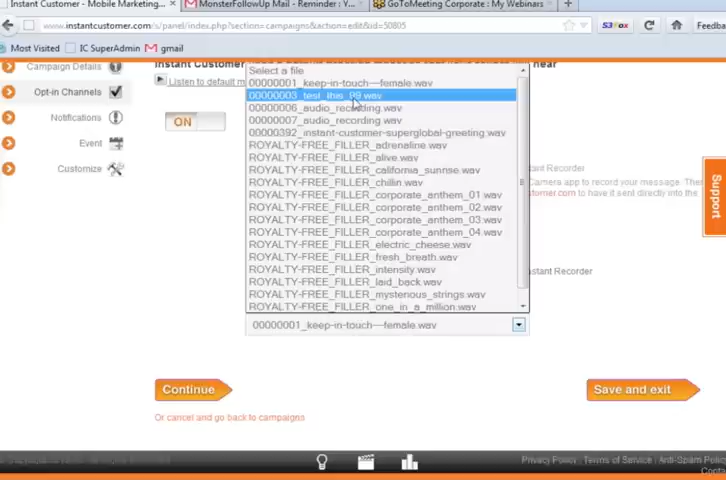 Instant Customer - Mobile Marketing... ×
MonsterFollowUp Mail - Reminder : Y... ×
GoToMeeting Corporate : My Webinars
www.instantcustomer.com/s/panel/index.php?section=campaigns&action=edit&id=50805
Most Visited IC SuperAdmin gmail
Campaign Details
Opt-in Channels
Notifications
Event
Customize
Listen to default m
ON
Select a file
00000001_keep-in-touch---female.wav
00000003_test_this_99.wav
00000006_audio_recording.wav
00000007_audio_recording.wav
00000392_instant-customer-superglobal-greeting.wav
ROYALTY-FREE_FILLER_adrenaline.wav
ROYALTY-FREE_FILLER_alive.wav
ROYALTY-FREE_FILLER_california_sunrise.wav
ROYALTY-FREE_FILLER_chillin.wav
ROYALTY-FREE_FILLER_corporate_anthem_01.wav
ROYALTY-FREE_FILLER_corporate_anthem_02.wav
ROYALTY-FREE_FILLER_corporate_anthem_03.wav
ROYALTY-FREE_FILLER_corporate_anthem_04.wav
ROYALTY-FREE_FILLER_electric_cheese.wav
ROYALTY-FREE_FILLER_fresh_breath.wav
ROYALTY-FREE_FILLER_intensity.wav
ROYALTY-FREE_FILLER_laid_back.wav
ROYALTY-FREE_FILLER_mysterious_strings.wav
ROYALTY-FREE_FILLER_one_in_a_million.wav
00000001_keep-in-touch---female.wav
stant Recorder
Camera app to record your message. Then
stomer.com to have it sent directly into the
stant Recorder
Support
Continue
Save and exit
Or cancel and go back to campaigns
Privacy Policy : Terms of Service : Anti-Spam Policy
Conta